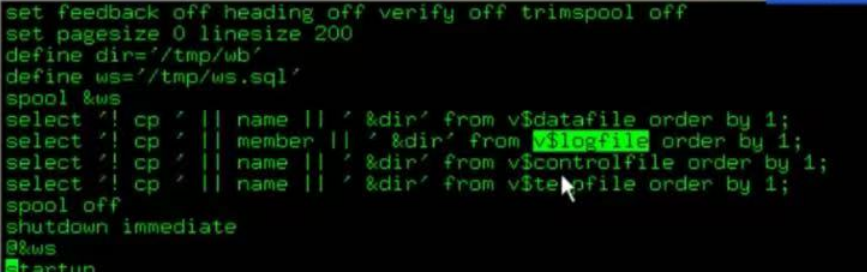 set feedback off heading off verify off trimspool off
set pagesize 0 linesize 200
define dir='/tmp/wb'
define ws='/tmp/ws.sql'
spool &ws
select '! cp ' || name || ' &dir' from v$datafile order by 1;
select '! cp ' || member || ' &dir' from v$logfile order by 1;
select '! cp ' || name || ' &dir' from v$controlfile order by 1;
select '! cp ' || name || ' &dir' from v$tempfile order by 1;
spool off
shutdown immediate
@&ws
startup